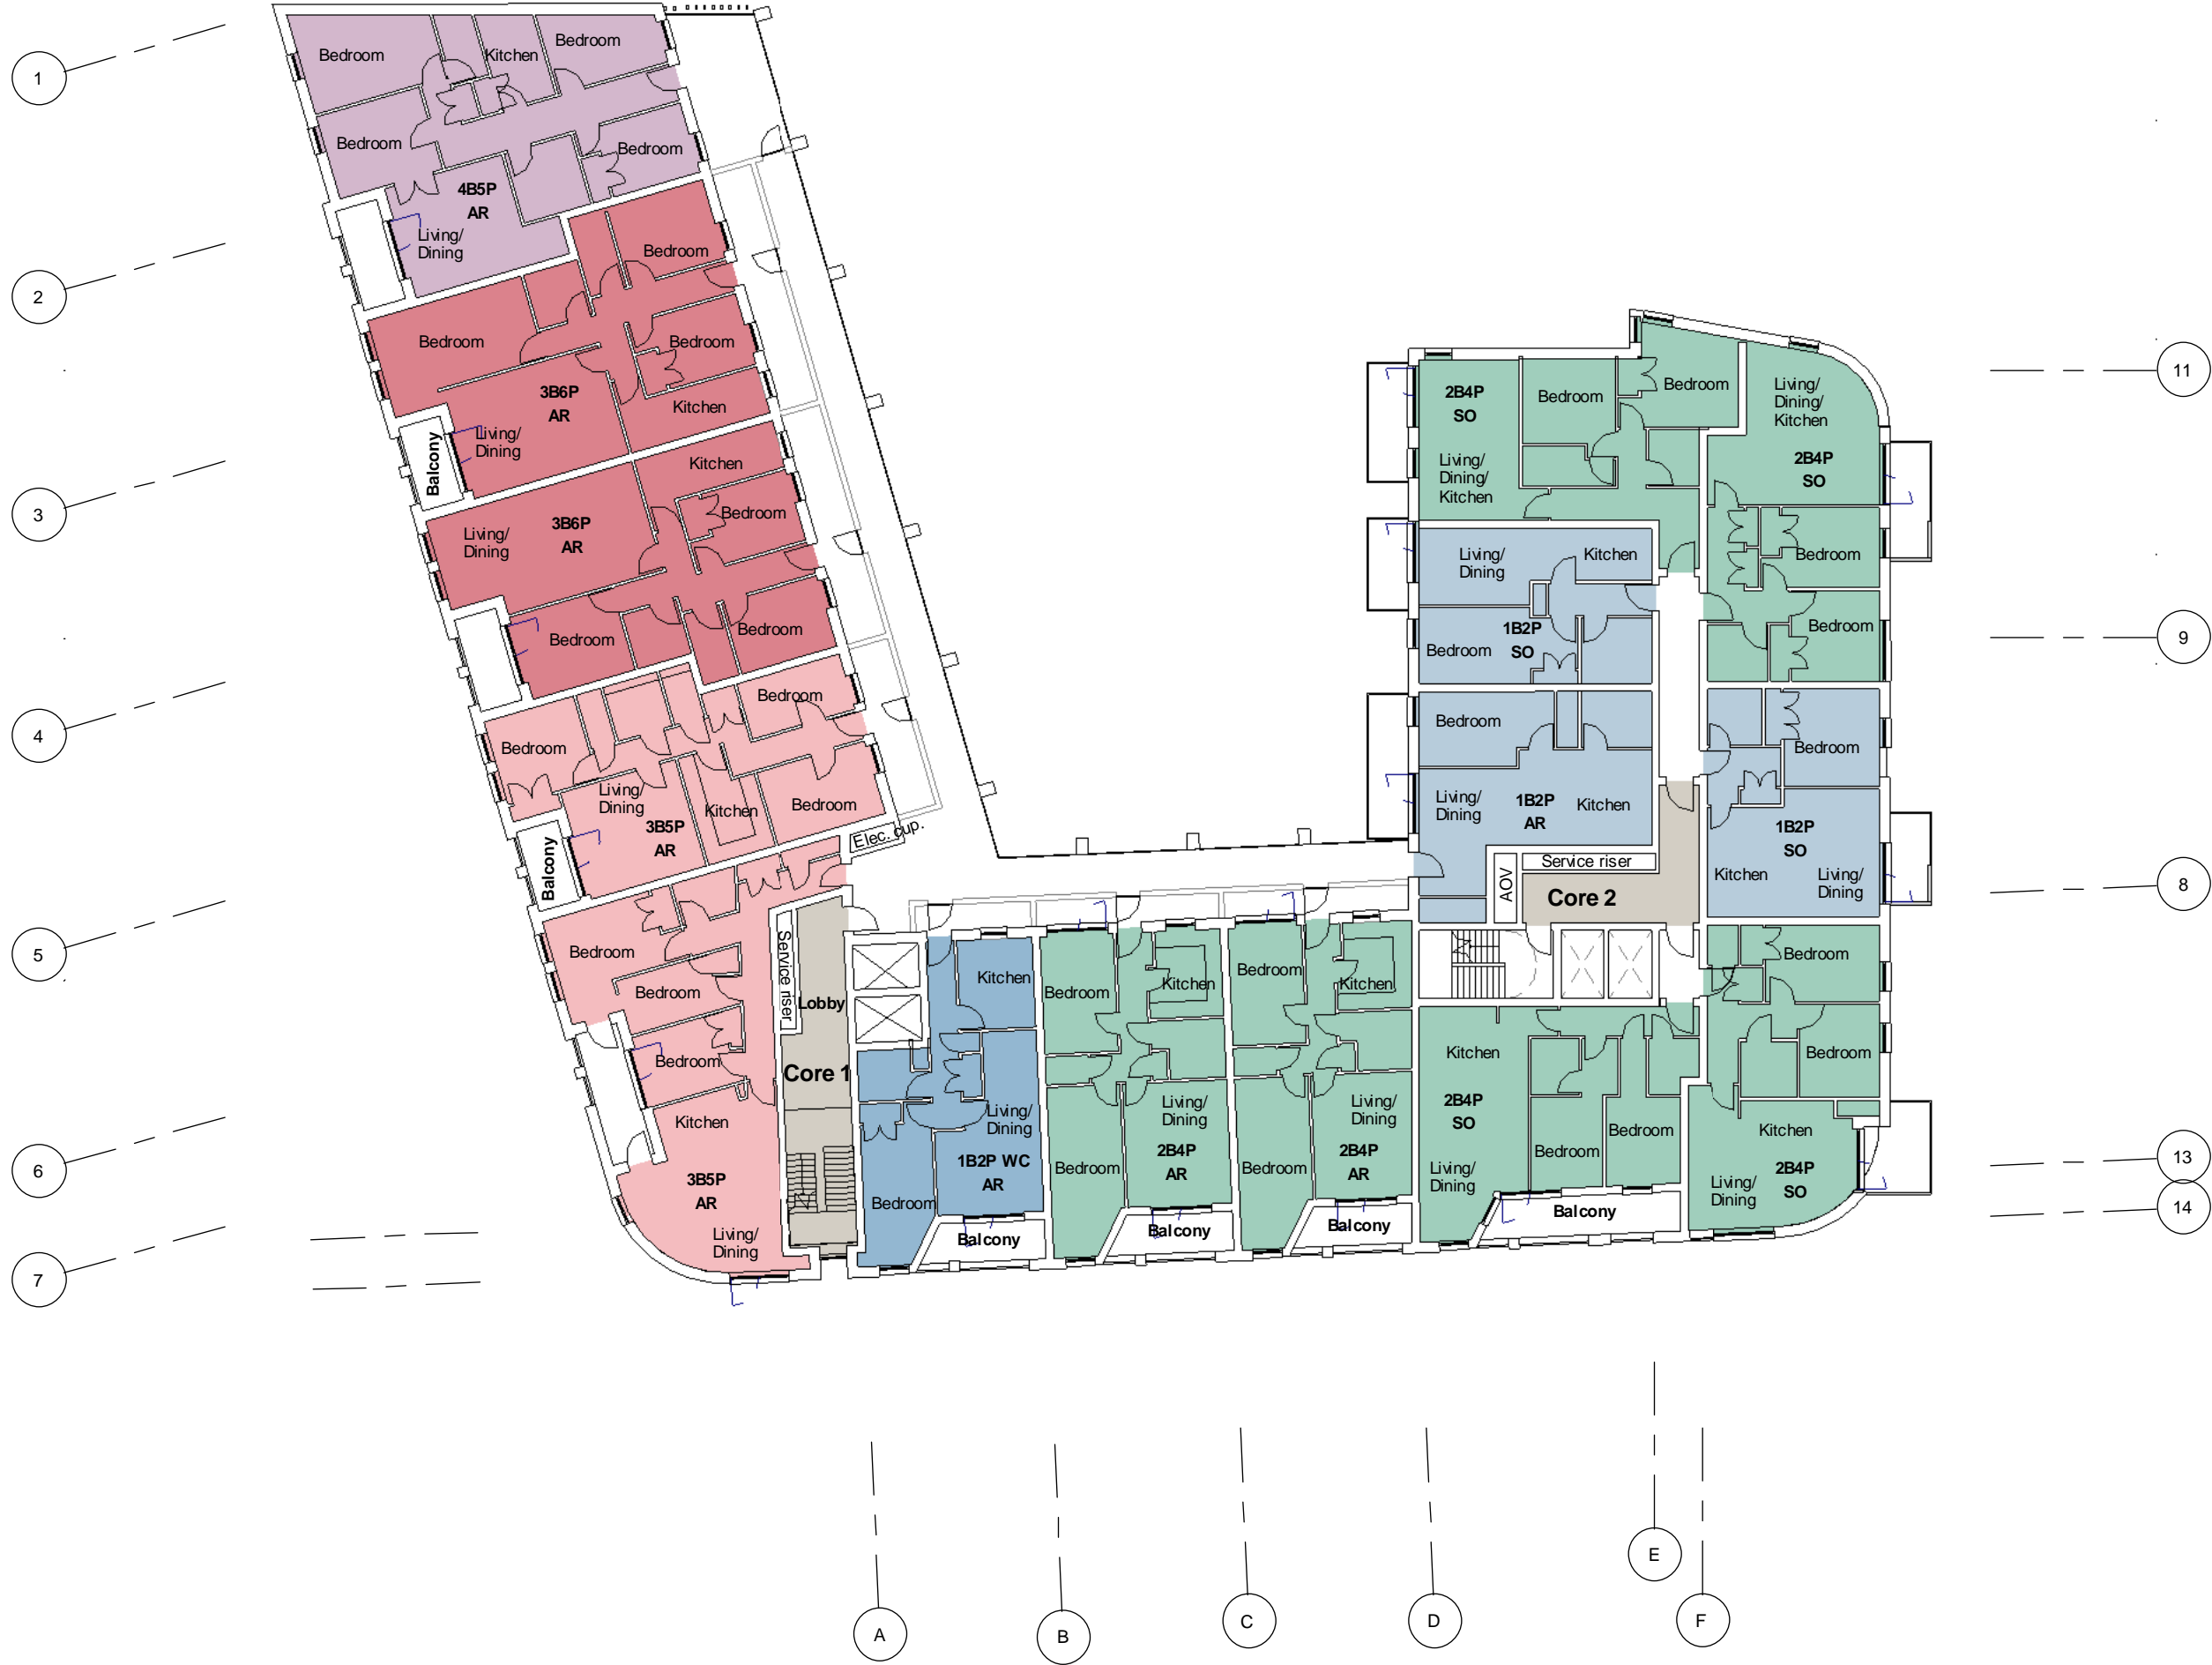 1
Bedroom
Kitchen
Bedroom
Bedroom
Bedroom
4B5P
AR
Living/
Dining
2
Bedroom
Bedroom
Bedroom
3B6P
AR
Kitchen
Living/
Dining
Balcony
3
Kitchen
Living/
Dining
3B6P
AR
Bedroom
Bedroom
Bedroom
4
Bedroom
Bedroom
Living/
Dining
3B5P
AR
Kitchen
Bedroom
Balcony
Elec. cup.
5
Bedroom
Bedroom
Bedroom
Kitchen
3B5P
AR
Living/
Dining
6
7
Service riser
Lobby
Core 1
Kitchen
Living/
Dining
1B2P WC
AR
Bedroom
Balcony
Bedroom
Kitchen
Living/
Dining
2B4P
AR
Bedroom
Balcony
Bedroom
Kitchen
Living/
Dining
2B4P
AR
Bedroom
Balcony
2B4P
SO
Bedroom
Bedroom
Living/
Dining/
Kitchen
Living/
Dining/
Kitchen
2B4P
SO
Bedroom
Bedroom
11
Living/
Dining
Kitchen
1B2P
SO
Bedroom
9
Bedroom
Living/
Dining
1B2P
AR
Kitchen
Bedroom
1B2P
SO
Kitchen
Living/
Dining
8
Service riser
AOV
Core 2
Kitchen
2B4P
SO
Living/
Dining
Bedroom
Bedroom
Balcony
Bedroom
Bedroom
Kitchen
2B4P
SO
Living/
Dining
13
14
A
B
C
D
E
F